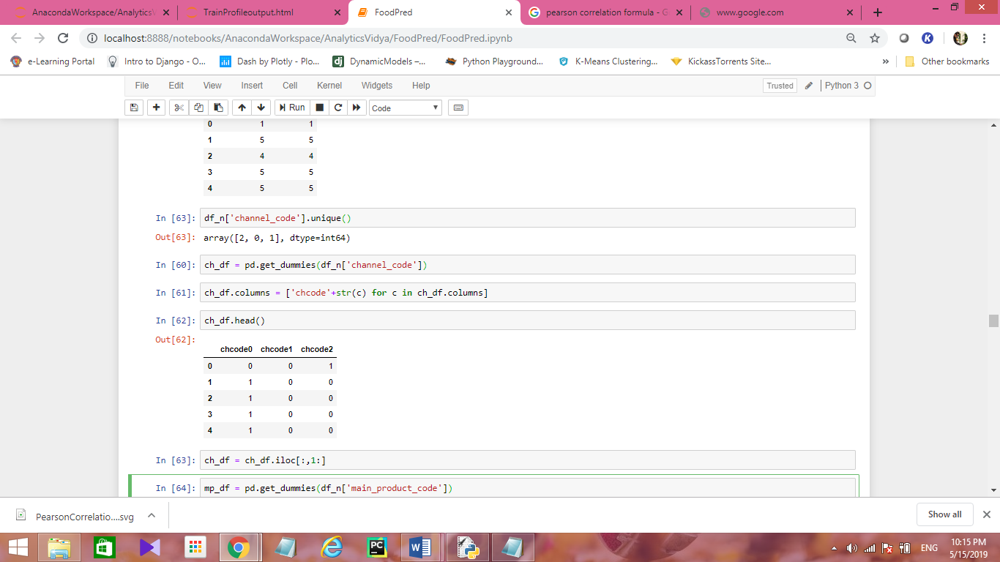 AnacondaWorkspace/AnalyticsV
TrainProfileoutput.html
FoodPred
pearson correlation formula - G
www.google.com
localhost:8888/notebooks/AnacondaWorkspace/AnalyticsVidya/FoodPred/FoodPred.ipynb
e-Learning Portal
Intro to Django - O...
Dash by Plotly - Plo...
dj DynamicModels –...
Python Playground...
K-Means Clustering...
KickassTorrents Site...
»
Other bookmarks
File Edit View Insert Cell Kernel Widgets Help
Trusted
Python 3
Run
Code
0 1 1
1 5 5
2 4 4
3 5 5
4 5 5
In [63]: df_n['channel_code'].unique()
Out[63]: array([2, 0, 1], dtype=int64)
In [60]: ch_df = pd.get_dummies(df_n['channel_code'])
In [61]: ch_df.columns = ['chcode'+str(c) for c in ch_df.columns]
In [62]: ch_df.head()
Out[62]:
chcode0 chcode1 chcode2
0 0 0 1
1 1 0 0
2 1 0 0
3 1 0 0
4 1 0 0
In [63]: ch_df = ch_df.iloc[:,1:]
In [64]: mp_df = pd.get_dummies(df_n['main_product_code'])
PearsonCorrelatio....svg
Show all
PC
ENG
10:15 PM
5/15/2019